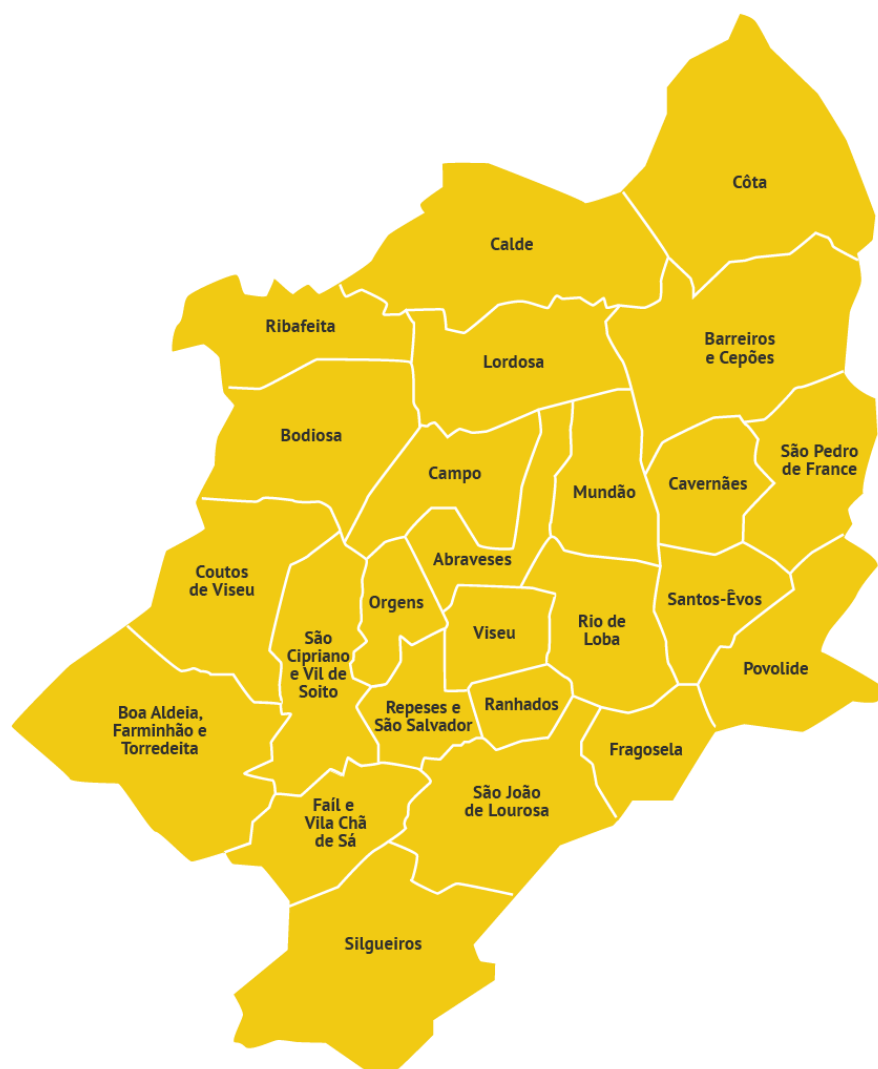 Côta
Calde
Ribafeita
Lordosa
Barreiros
e Cepões
Bodiosa
Campo
São Pedro
de France
Cavernães
Mundão
Abraveses
Coutos
de Viseu
Orgens
Santos-Êvos
Viseu
Rio de
Loba
São
Cipriano
e Vil de
Soito
Povolide
Boa Aldeia,
Farminhão e
Torredeita
Repeses e
São Salvador
Ranhados
Fragosela
São João
de Lourosa
Faíl e
Vila Chã
de Sá
Silgueiros